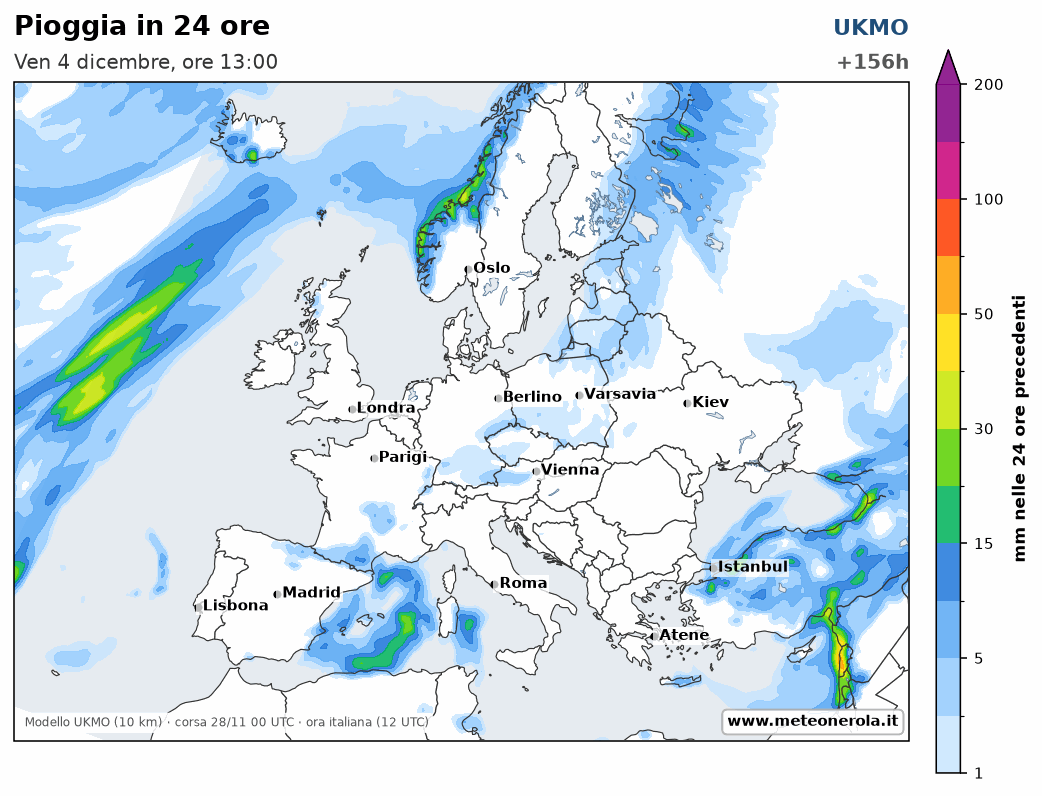 Pioggia in 24 ore
UKMO
Ven 4 dicembre, ore 13:00
+156h
200
100
50
30
15
5
1
mm nelle 24 ore precedenti
Oslo
Berlino
Varsavia
Kiev
Londra
Parigi
Vienna
Istanbul
Roma
Madrid
Lisbona
Atene
Modello UKMO (10 km) · corsa 28/11 00 UTC · ora italiana (12 UTC)
www.meteonerola.it